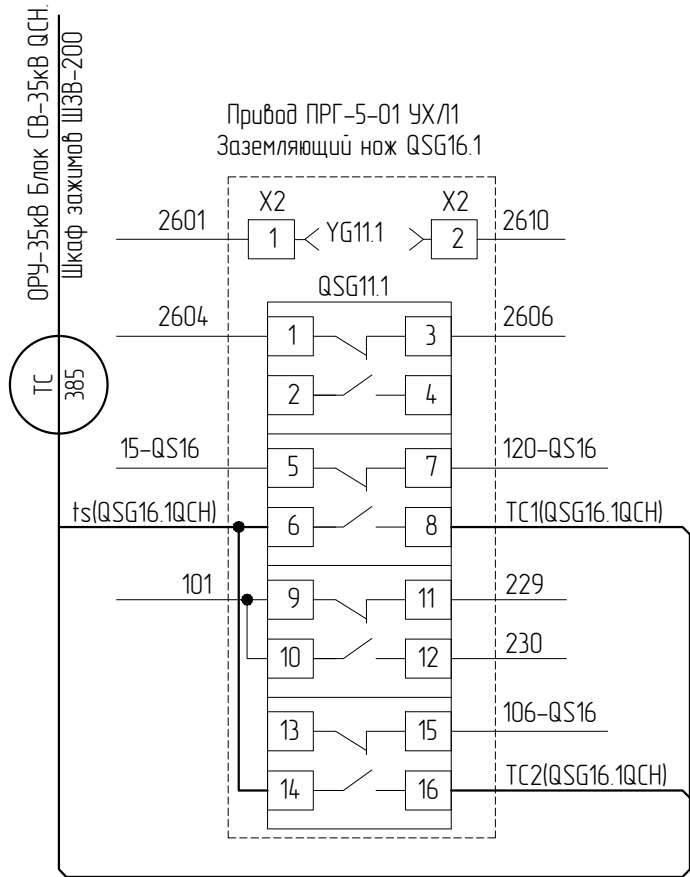 ОРУ-35кВ Блок СВ-35кВ QСН.
Шкаф зажимов ШЗВ-200
Привод ПРГ-5-01 УХЛ1
Заземляющий нож QSG16.1
X2 X2
2601 1 YG11.1 2 2610
QSG11.1
2604 1 3 2606
2 4
ТС
385
15-QS16 5 7 120-QS16
ts(QSG16.1QCH) 6 8 TC1(QSG16.1QCH)
101 9 11 229
10 12 230
13 15 106-QS16
14 16 TC2(QSG16.1QCH)